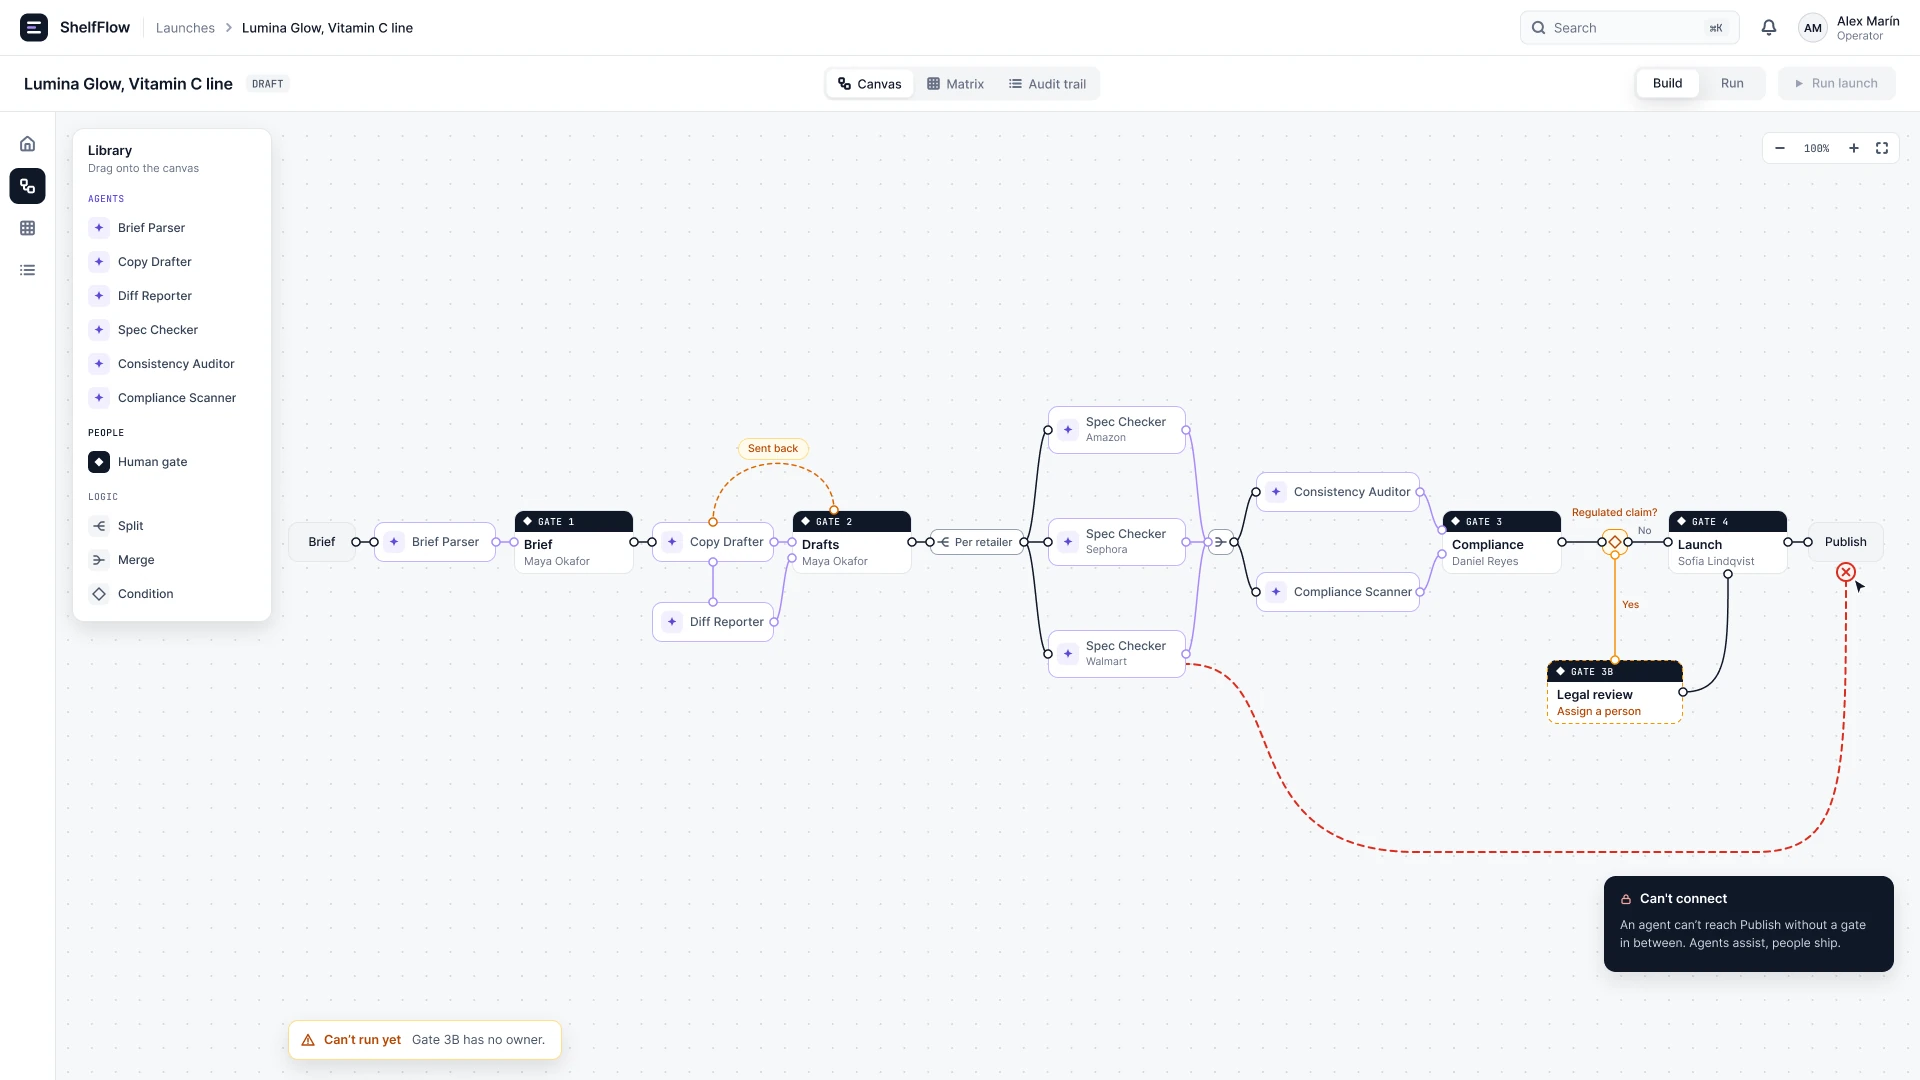 ShelfFlow
Launches
Lumina Glow, Vitamin C line
Search
⌘K
AM
Alex Marín
Operator
Lumina Glow, Vitamin C line
DRAFT
Canvas
Matrix
Audit trail
Build
Run
Run launch
Library
Drag onto the canvas
AGENTS
Brief Parser
Copy Drafter
Diff Reporter
Spec Checker
Consistency Auditor
Compliance Scanner
PEOPLE
Human gate
LOGIC
Split
Merge
Condition
100%
Brief
Brief Parser
GATE 1
Brief
Maya Okafor
Sent back
Copy Drafter
Diff Reporter
GATE 2
Drafts
Maya Okafor
Per retailer
Spec Checker
Amazon
Spec Checker
Sephora
Spec Checker
Walmart
Consistency Auditor
Compliance Scanner
GATE 3
Compliance
Daniel Reyes
Regulated claim?
No
Yes
GATE 3B
Legal review
Assign a person
GATE 4
Launch
Sofia Lindqvist
Publish
Can't connect
An agent can't reach Publish without a gate
in between. Agents assist, people ship.
Can't run yet
Gate 3B has no owner.